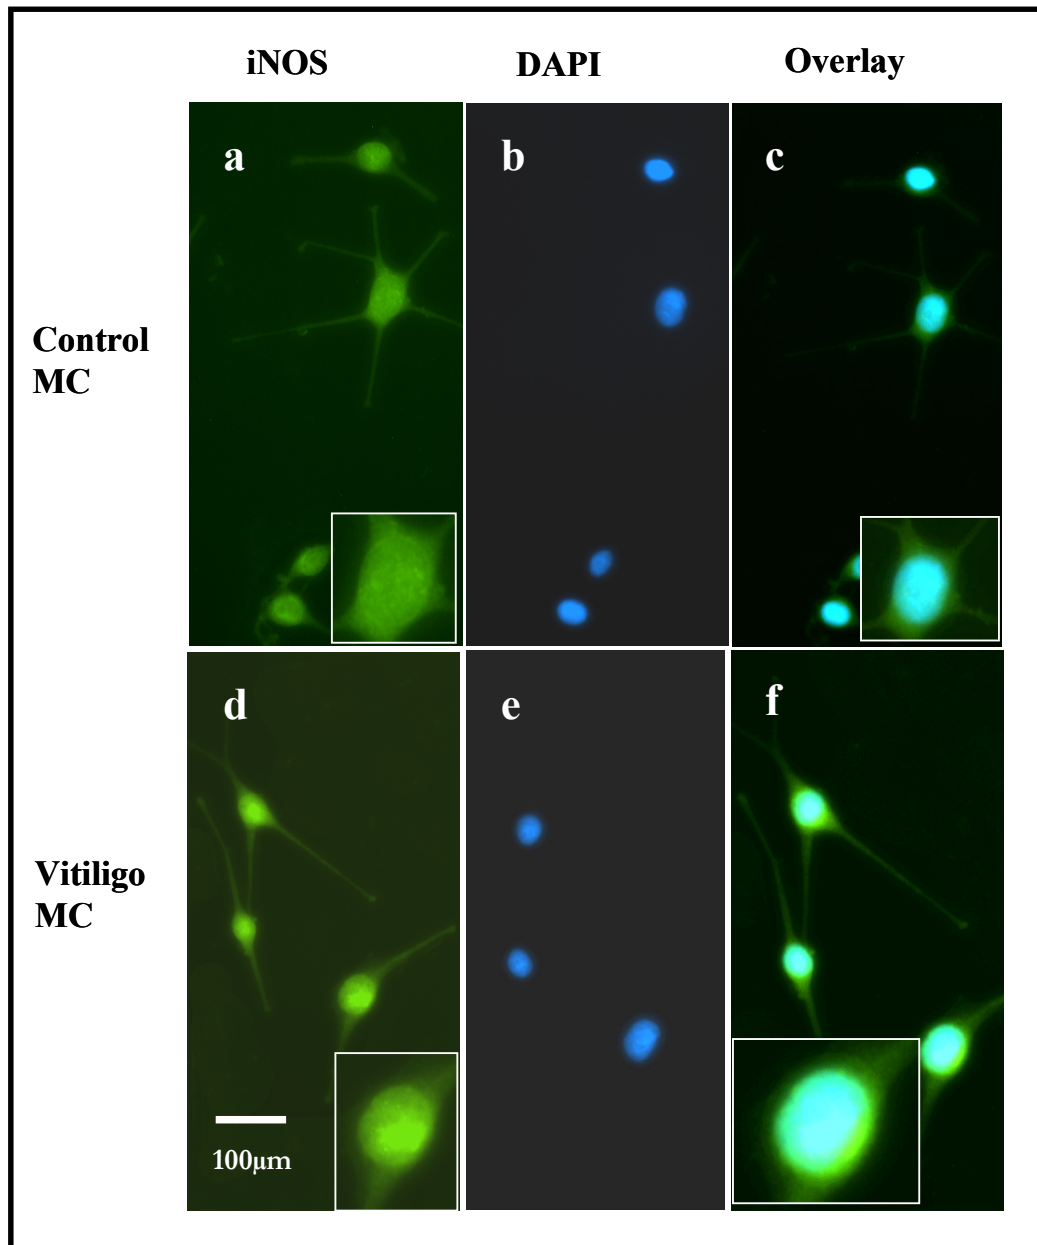 iNOS DAPI Overlay
a b c
Control
MC
d e f
Vitiligo
MC
100µm